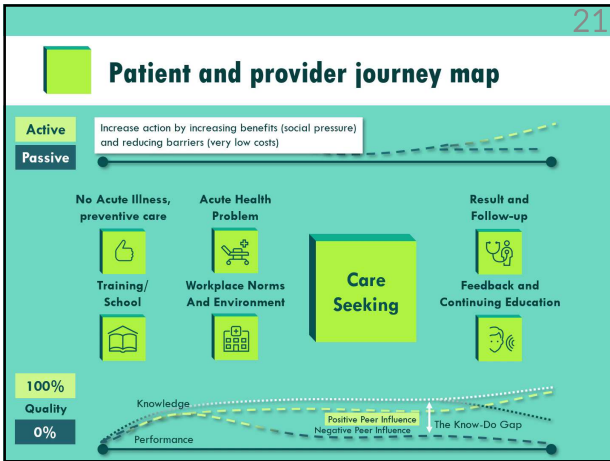 21
Patient and provider journey map
Active
Passive
Increase action by increasing benefits (social pressure)
and reducing barriers (very low costs)
No Acute Illness,
preventive care
Acute Health
Problem
Result and
Follow-up
Care
Seeking
Training/
School
Workplace Norms
And Environment
Feedback and
Continuing Education
100%
Quality
0%
Knowledge
Performance
Positive Peer Influence
Negative Peer Influence
The Know-Do Gap